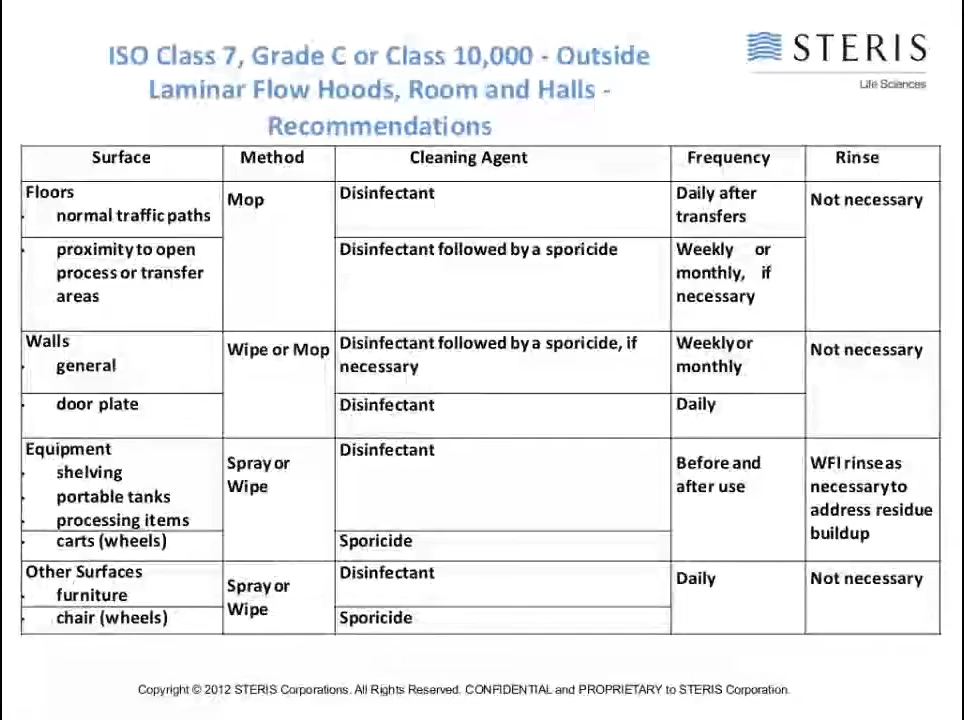 ISO Class 7, Grade C or Class 10,000 - Outside
Laminar Flow Hoods, Room and Halls -
Recommendations
STERIS
Life Sciences
Surface Method Cleaning Agent Frequency Rinse
Floors
normal traffic paths
Mop
Disinfectant
Daily after
transfers
Not necessary
proximity to open
process or transfer
areas
Disinfectant followed by a sporicide
Weekly or
monthly, if
necessary
Walls
general
Wipe or Mop
Disinfectant followed by a sporicide, if
necessary
Weekly or
monthly
Not necessary
door plate
Disinfectant
Daily
Equipment
shelving
portable tanks
processing items
Spray or
Wipe
Disinfectant
Before and
after use
WFI rinse as
necessary to
address residue
buildup
carts (wheels)
Sporicide
Other Surfaces
furniture
Spray or
Wipe
Disinfectant
Daily
Not necessary
chair (wheels)
Sporicide
Copyright © 2012 STERIS Corporations. All Rights Reserved. CONFIDENTIAL and PROPRIETARY to STERIS Corporation.